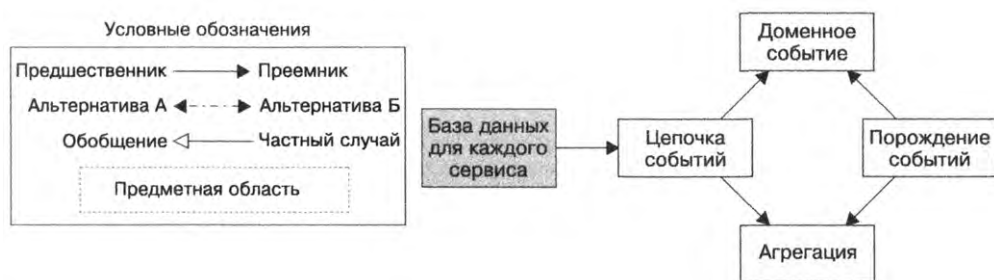 Условные обозначения
Предшественник Преемник
Альтернатива А Альтернатива Б
Обобщение Частный случай
Предметная область
База данных
для каждого
сервиса
Цепочка
событий
Доменное
событие
Порождение
событий
Агрегация